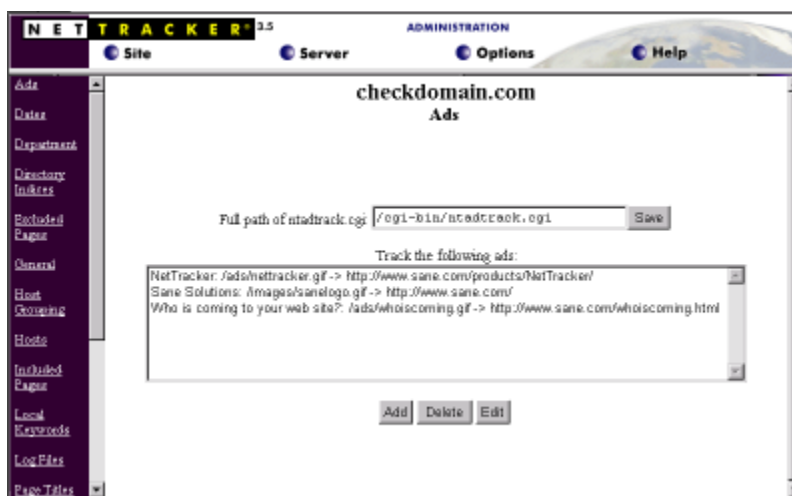 NETTRACKER® 3.5
ADMINISTRATION
Site
Server
Options
Help
Ads
Dates
Department
Directory
Indices
Excluded
Pages
General
Host
Grouping
Hosts
Included
Pages
Local
Keywords
Log Files
Page Titles
checkdomain.com
Ads
Full path of ntadtrack.cgi: /cgi-bin/ntadtrack.cgi Save
Track the following ads:
NetTracker: /ads/nettracker.gif -> http://www.sane.com/products/NetTracker/
Sane Solutions: /images/sanelogo.gif -> http://www.sane.com/
Who is coming to your web site?: /ads/whoiscoming.gif -> http://www.sane.com/whoiscoming.html
Add Delete Edit